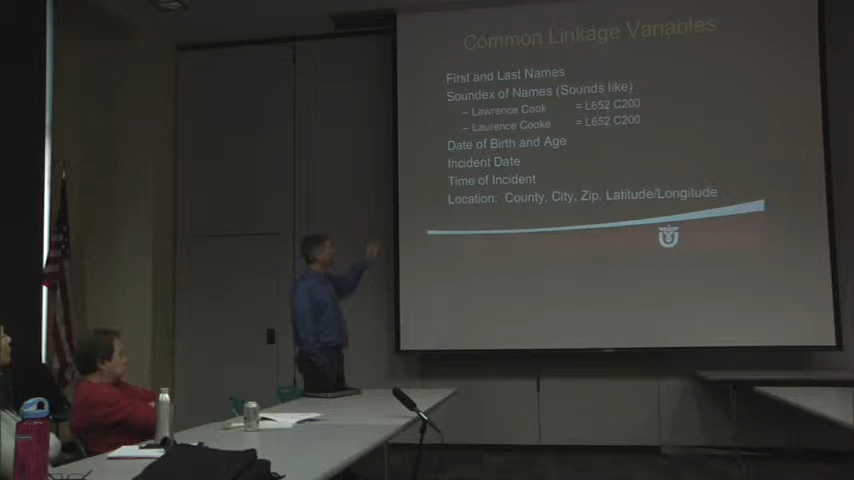 Common Linkage Variables
First and Last Names
Soundex of Names (Sounds like)
– Lawrence Cook = L652 C200
– Laurence Cooke = L652 C200
Date of Birth and Age
Incident Date
Time of Incident
Location. County, City, Zip. Latitude/Longitude